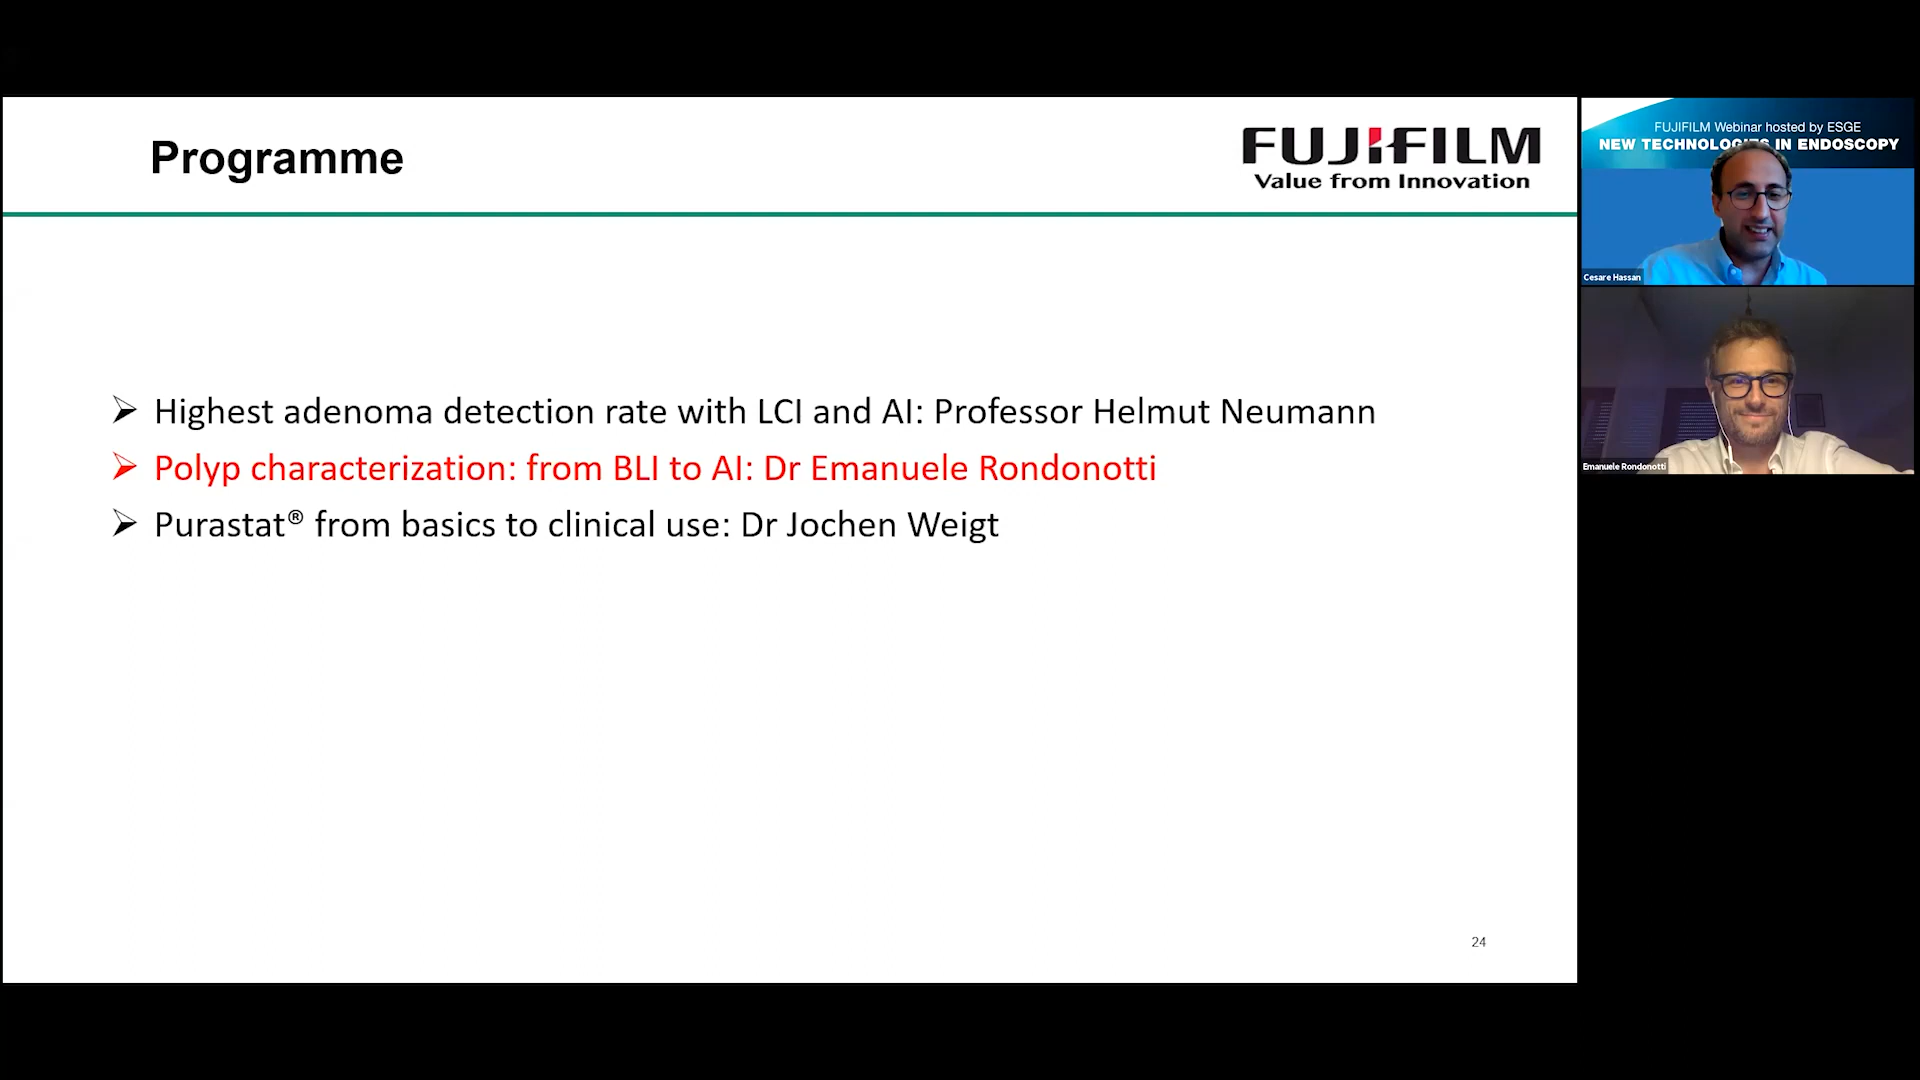 Programme
FUJIFILM
Value from Innovation
➢ Highest adenoma detection rate with LCI and AI: Professor Helmut Neumann
➢ Polyp characterization: from BLI to AI: Dr Emanuele Rondonotti
➢ Purastat® from basics to clinical use: Dr Jochen Weigt
24
FUJIFILM Webinar hosted by ESGE
NEW TECHNOLOGIES IN ENDOSCOPY
Cesare Hassan
Emanuele Rondonotti